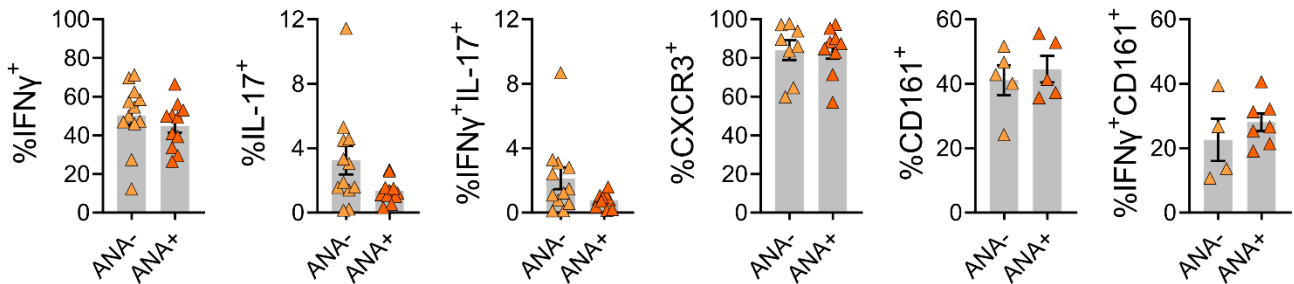 %IFNγ⁺
100
80
60
40
20
0
ANA-
ANA+
%IL-17⁺
12
8
4
0
ANA-
ANA+
%IFNγ⁺IL-17⁺
12
8
4
0
ANA-
ANA+
%CXCR3⁺
100
80
60
40
20
0
ANA-
ANA+
%CD161⁺
60
40
20
0
ANA-
ANA+
%IFNγ⁺CD161⁺
60
40
20
0
ANA-
ANA+